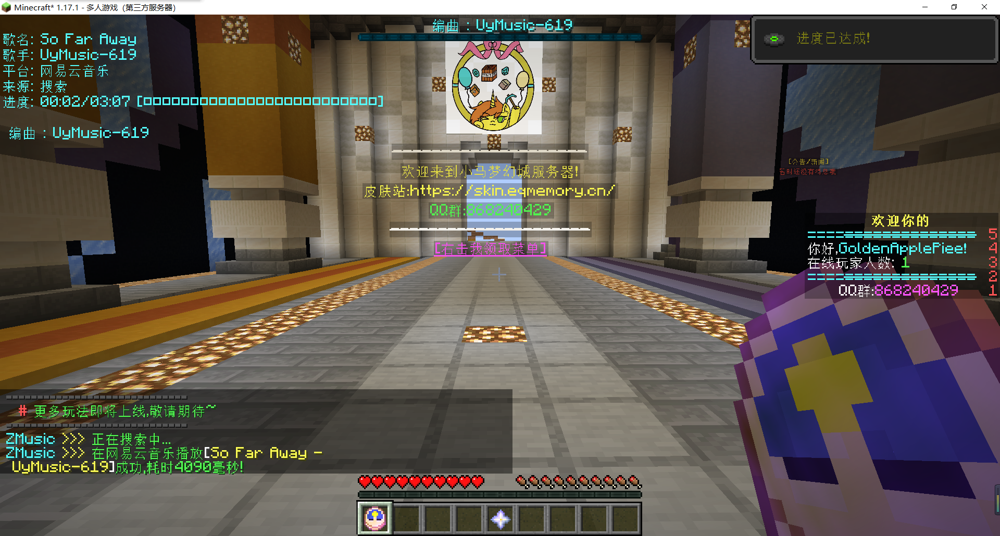 Minecraft* 1.17.1 - 多人游戏 (第三方服务器)
编曲 : UyMusic-619
歌名: So Far Away
歌手: UyMusic-619
平台: 网易云音乐
来源: 搜索
进度: 00:02/03:07 [□□□□□□□□□□□□□□□□□□□□□□□□□]
编曲 : UyMusic-619
进度已达成!
TNT
欢迎来到小马梦幻城服务器!
皮肤站:https://skin.eqmemory.cn/
QQ群:868240429
[右击我领取菜单]
[公告/新闻]
暂时还没有消息哦
欢迎你的
================== 5
你好,GoldenApplePiee! 4
在线玩家人数: 1 3
================== 2
QQ群:868240429 1
# 更多玩法即将上线,敬请期待~
ZMusic >>> 正在搜索中...
ZMusic >>> 在网易云音乐播放[So Far Away -
UyMusic-619]成功,耗时4090毫秒!